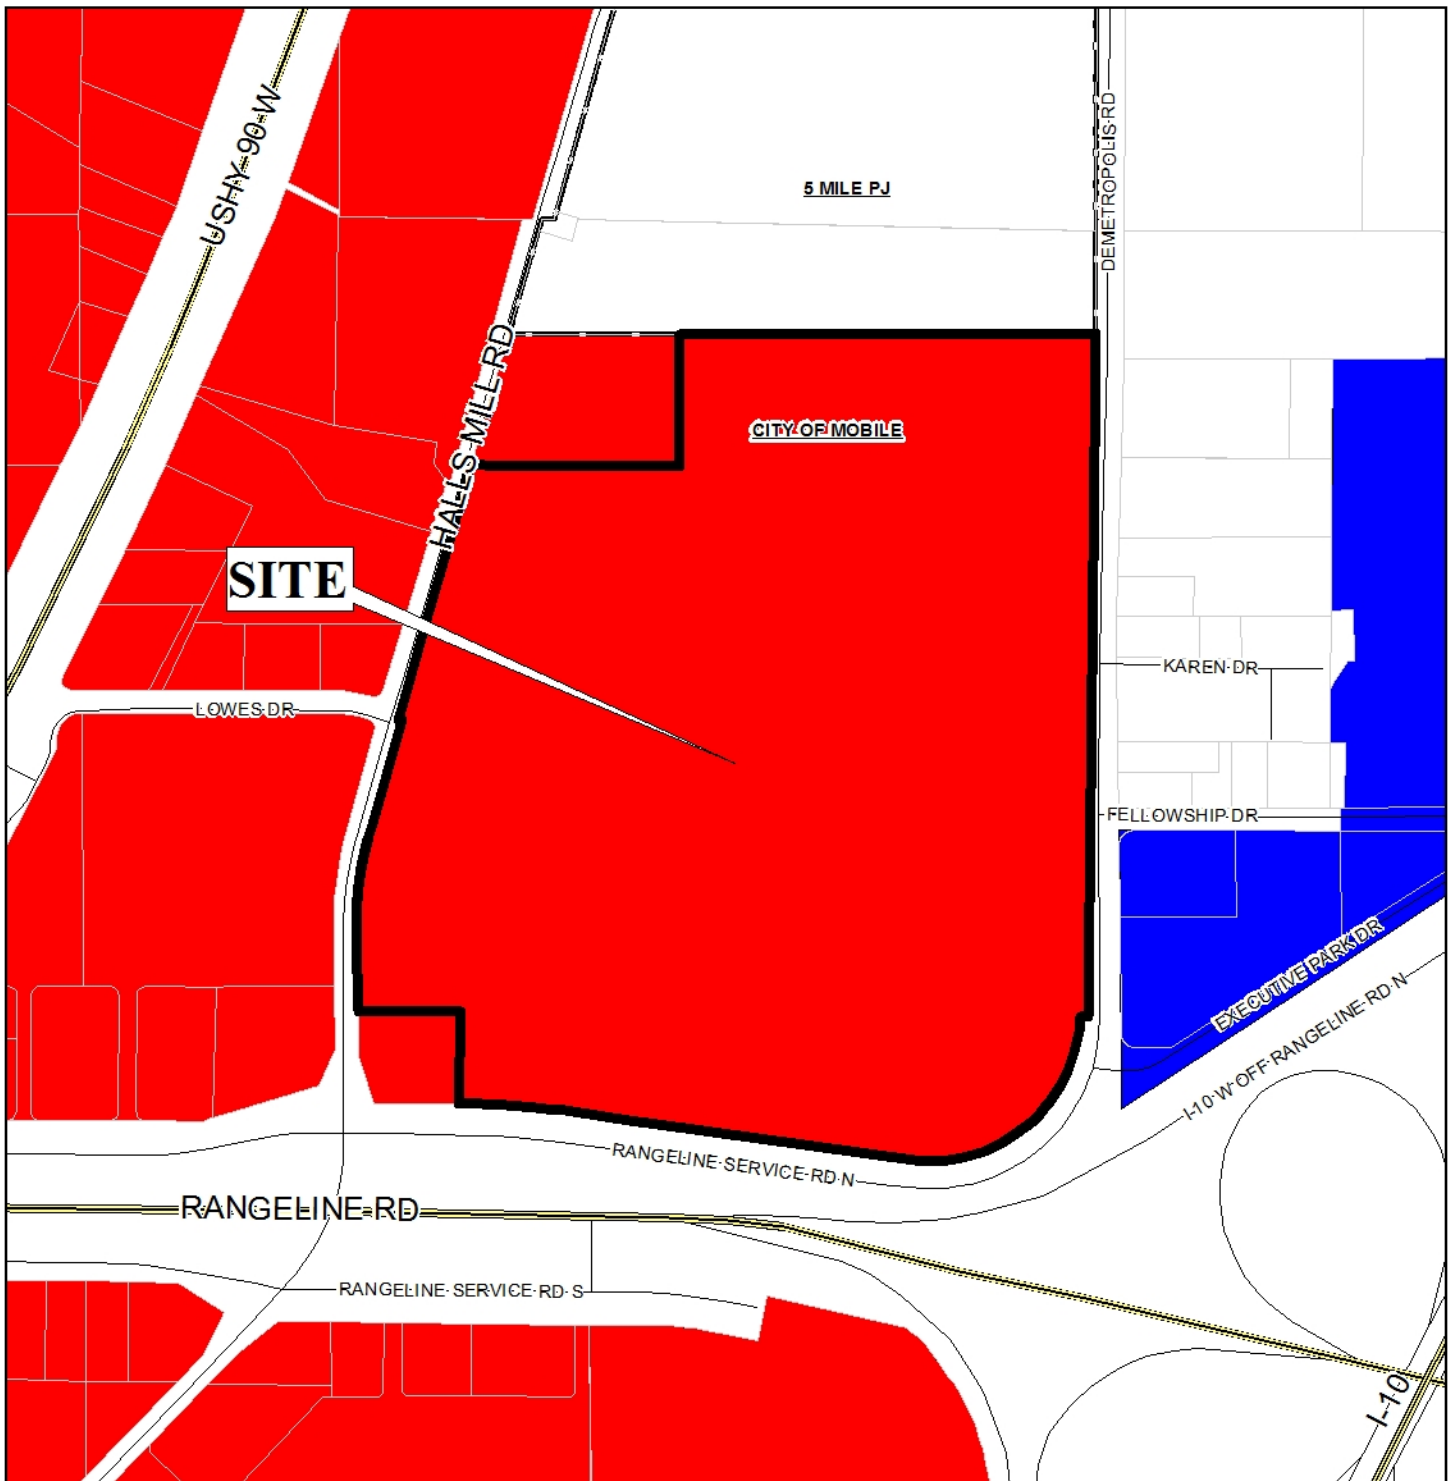 USHY 90 W
DEMETROPOLIS RD
5 MILE PJ
HALLS MILL RD
CITY OF MOBILE
SITE
KAREN DR
LOWES DR
FELLOWSHIP DR
EXECUTIVE PARK DR
I-10 W OFF RANGELINE RD N
RANGELINE SERVICE RD N
RANGELINE RD
RANGELINE SERVICE RD S
I-10